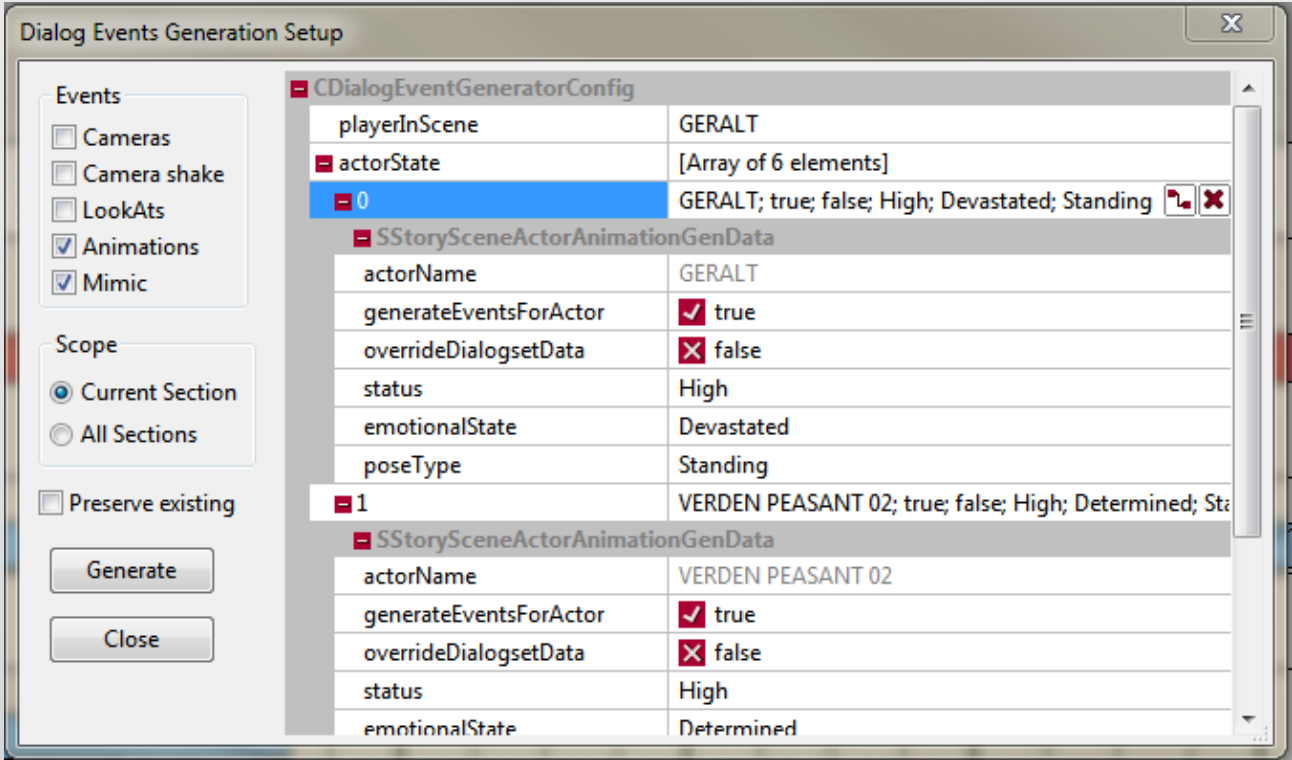 Dialog Events Generation Setup
Events
Cameras
Camera shake
LookAts
Animations
Mimic
Scope
Current Section
All Sections
Preserve existing
Generate
Close
CDialogEventGeneratorConfig
playerInScene GERALT
actorState [Array of 6 elements]
0 GERALT; true; false; High; Devastated; Standing
SStorySceneActorAnimationGenData
actorName GERALT
generateEventsForActor true
overrideDialogsetData false
status High
emotionalState Devastated
poseType Standing
1 VERDEN PEASANT 02; true; false; High; Determined; Sta
SStorySceneActorAnimationGenData
actorName VERDEN PEASANT 02
generateEventsForActor true
overrideDialogsetData false
status High
emotionalState Determined